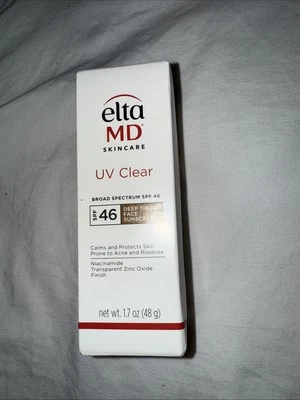 elta
MD®
SKINCARE
UV Clear
BROAD SPECTRUM SPF 46
SPF 46
DEEP TINTED
FACE
SUNSCREEN
Calms and Protects Skin
Prone to Acne and Rosacea
Niacinamide
Transparent Zinc Oxide
Finish
net wt. 1.7 oz (48 g)